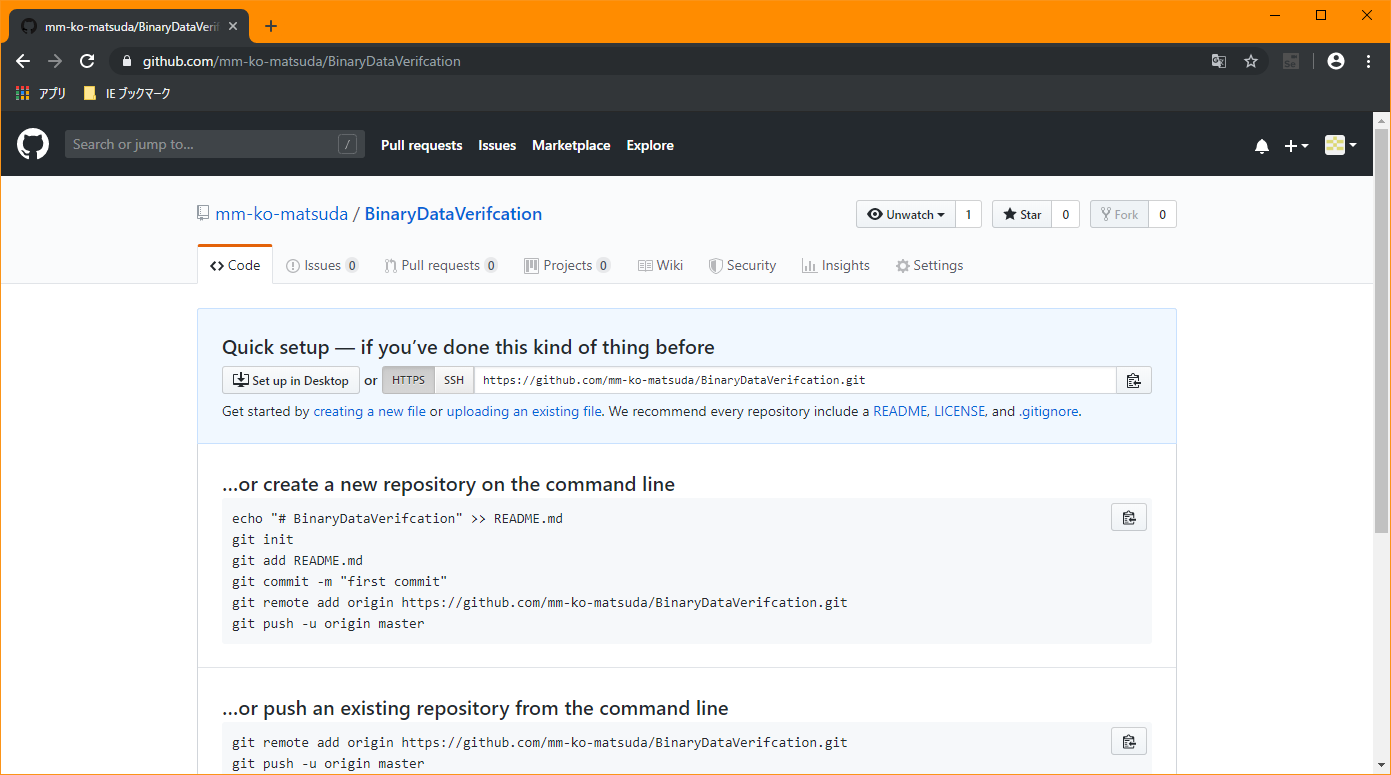 mm-ko-matsuda/BinaryDataVerif
github.com/mm-ko-matsuda/BinaryDataVerifcation
アプリ IE ブックマーク
Search or jump to... / Pull requests Issues Marketplace Explore
mm-ko-matsuda / BinaryDataVerifcation
Unwatch 1 Star 0 Fork 0
Code Issues 0 Pull requests 0 Projects 0 Wiki Security Insights Settings
Quick setup — if you’ve done this kind of thing before
Set up in Desktop or HTTPS SSH https://github.com/mm-ko-matsuda/BinaryDataVerifcation.git
Get started by creating a new file or uploading an existing file. We recommend every repository include a README, LICENSE, and .gitignore.
…or create a new repository on the command line
echo "# BinaryDataVerifcation" >> README.md
git init
git add README.md
git commit -m "first commit"
git remote add origin https://github.com/mm-ko-matsuda/BinaryDataVerifcation.git
git push -u origin master
…or push an existing repository from the command line
git remote add origin https://github.com/mm-ko-matsuda/BinaryDataVerifcation.git
git push -u origin master